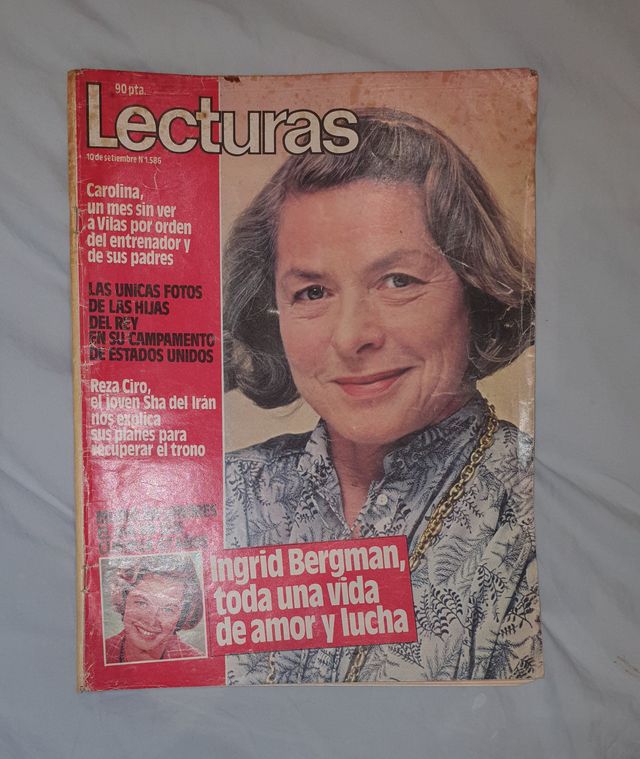 90 pta.
Lecturas
10 de setiembre N.º 1.586
Carolina,
un mes sin ver
a Vilas por orden
del entrenador y
de sus padres
LAS UNICAS FOTOS
DE LAS HIJAS
DEL REY
EN SU CAMPAMENTO
DE ESTADOS UNIDOS
Reza Ciro,
el joven Sha del Irán
nos explica
sus planes para
recuperar el trono
Ingrid Bergman,
toda una vida
de amor y lucha